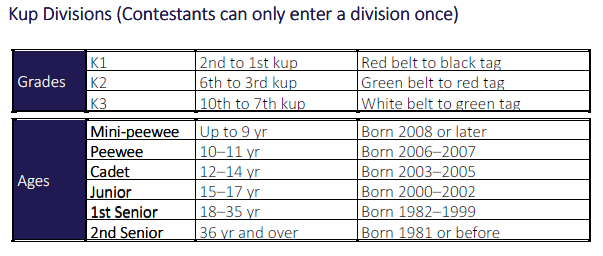 Kup Divisions (Contestants can only enter a division once)
Grades
K1 2nd to 1st kup Red belt to black tag
K2 6th to 3rd kup Green belt to red tag
K3 10th to 7th kup White belt to green tag
Ages
Mini-peewee Up to 9 yr Born 2008 or later
Peewee 10–11 yr Born 2006–2007
Cadet 12–14 yr Born 2003–2005
Junior 15–17 yr Born 2000–2002
1st Senior 18–35 yr Born 1982–1999
2nd Senior 36 yr and over Born 1981 or before